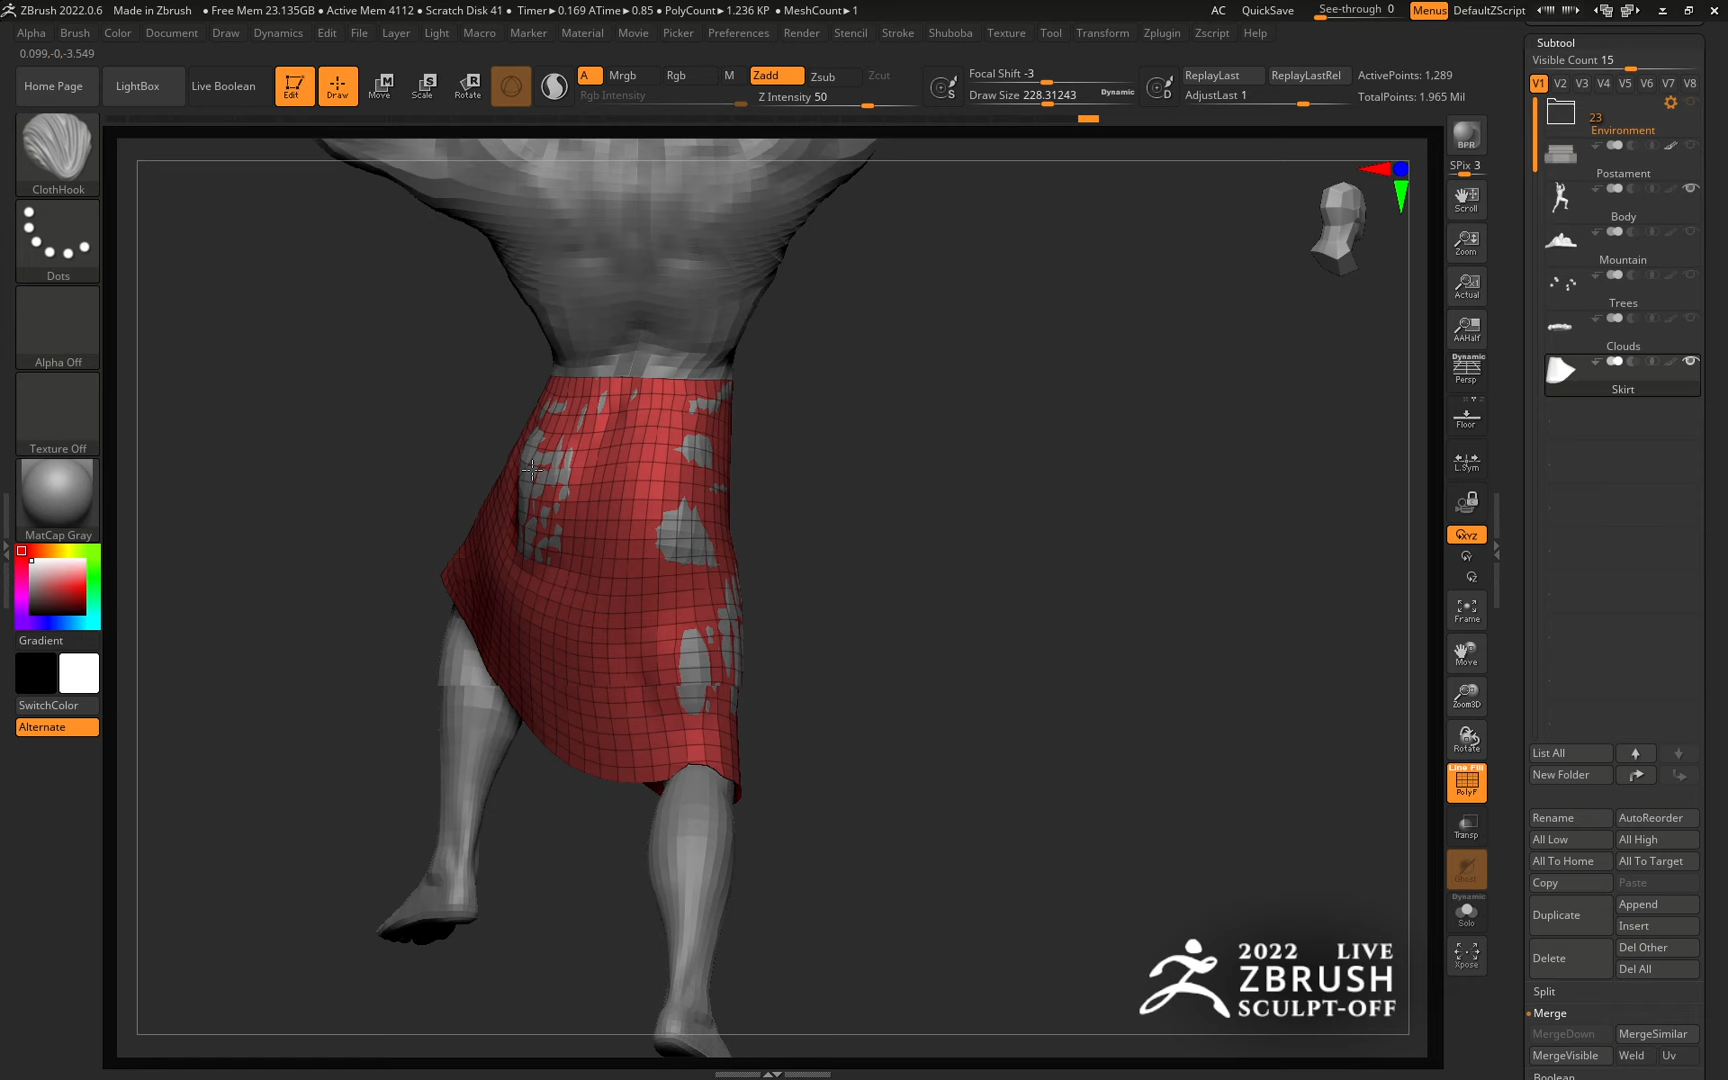 ZBrush 2022.0.6 Made in Zbrush • Free Mem 23.135GB • Active Mem 4112 • Scratch Disk 41 • Timer▸0.169 ATime▸0.85 • PolyCount▸1.236 KP • MeshCount▸1 AC QuickSave See-through 0 Menus DefaultZScript
Alpha Brush Color Document Draw Dynamics Edit File Layer Light Macro Marker Material Movie Picker Preferences Render Stencil Stroke Shuboba Texture Tool Transform Zplugin Zscript Help
0.099,-0,-3.549
Home Page LightBox Live Boolean Edit Draw Move Scale Rotate
A Mrgb Rgb M Zadd Zsub Zcut
Rgb Intensity Z Intensity 50
S Focal Shift -3
Draw Size 228.31243 Dynamic
D ReplayLast ReplayLastRel
AdjustLast 1
ActivePoints: 1,289
TotalPoints: 1.965 Mil
ClothHook
Dots
Alpha Off
Texture Off
MatCap Gray
Gradient
SwitchColor
Alternate
2022 LIVE
ZBRUSH
SCULPT-OFF
BPR
SPix 3
Scroll
Zoom
Actual
AAHalf
Dynamic
Persp
Floor
L.Sym
XYZ
Y
Z
Frame
Move
Zoom3D
Rotate
Line Fill
PolyF
Transp
Ghost
Dynamic
Solo
Xpose
Subtool
Visible Count 15
V1 V2 V3 V4 V5 V6 V7 V8
23
Environment
Postament
Body
Mountain
Trees
Clouds
Skirt
List All
New Folder
Rename AutoReorder
All Low All High
All To Home All To Target
Copy Paste
Duplicate Append
Insert
Delete Del Other
Del All
Split
Merge
MergeDown MergeSimilar
MergeVisible Weld Uv
Boolean